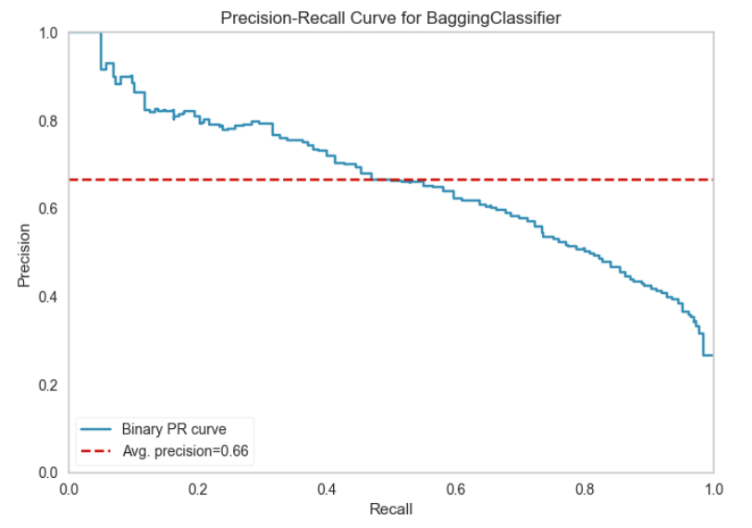 Precision-Recall Curve for BaggingClassifier
1.0
0.8
0.6
0.4
0.2
0.0
Precision
Binary PR curve
Avg. precision=0.66
0.0 0.2 0.4 0.6 0.8 1.0
Recall